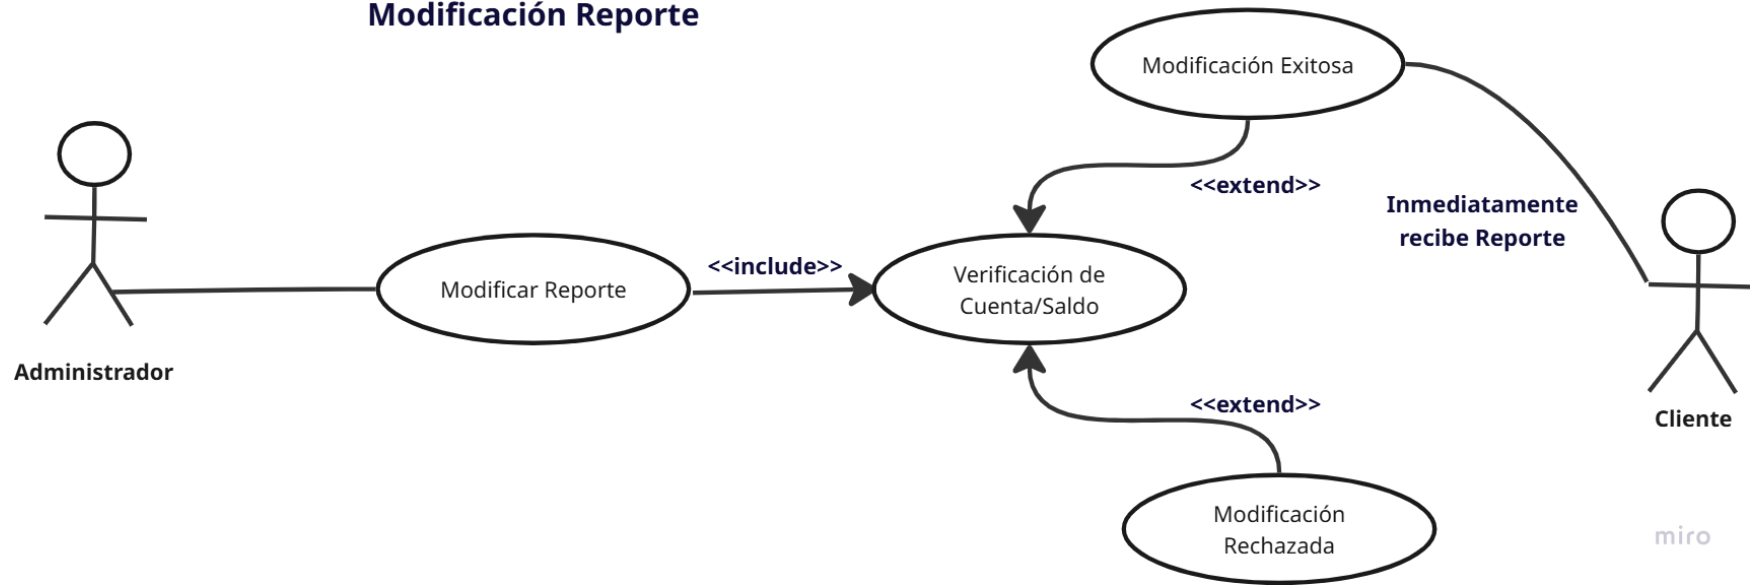 Modificación Reporte
Modificación Exitosa
<<extend>>
Inmediatamente
recibe Reporte
<<include>>
Modificar Reporte
Verificación de
Cuenta/Saldo
Administrador
<<extend>>
Cliente
Modificación
Rechazada
miro